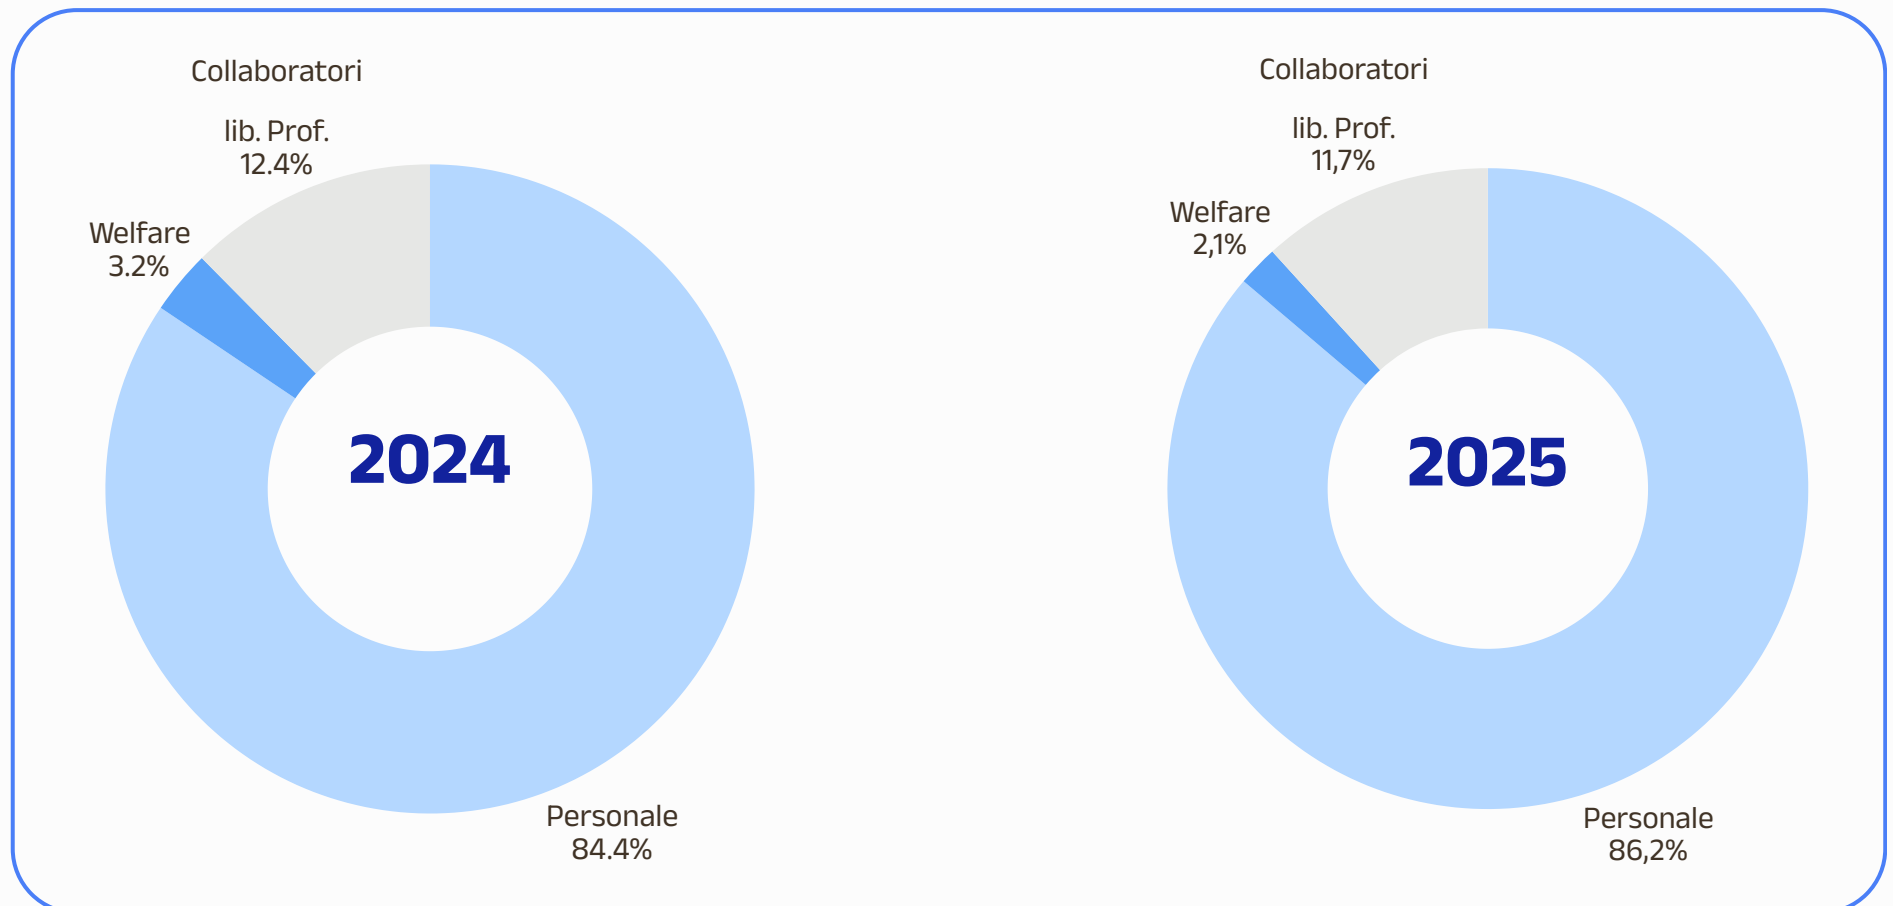 Collaboratori
lib. Prof.
12.4%
Welfare
3.2%
2024
Personale
84.4%
Collaboratori
lib. Prof.
11,7%
Welfare
2,1%
2025
Personale
86,2%